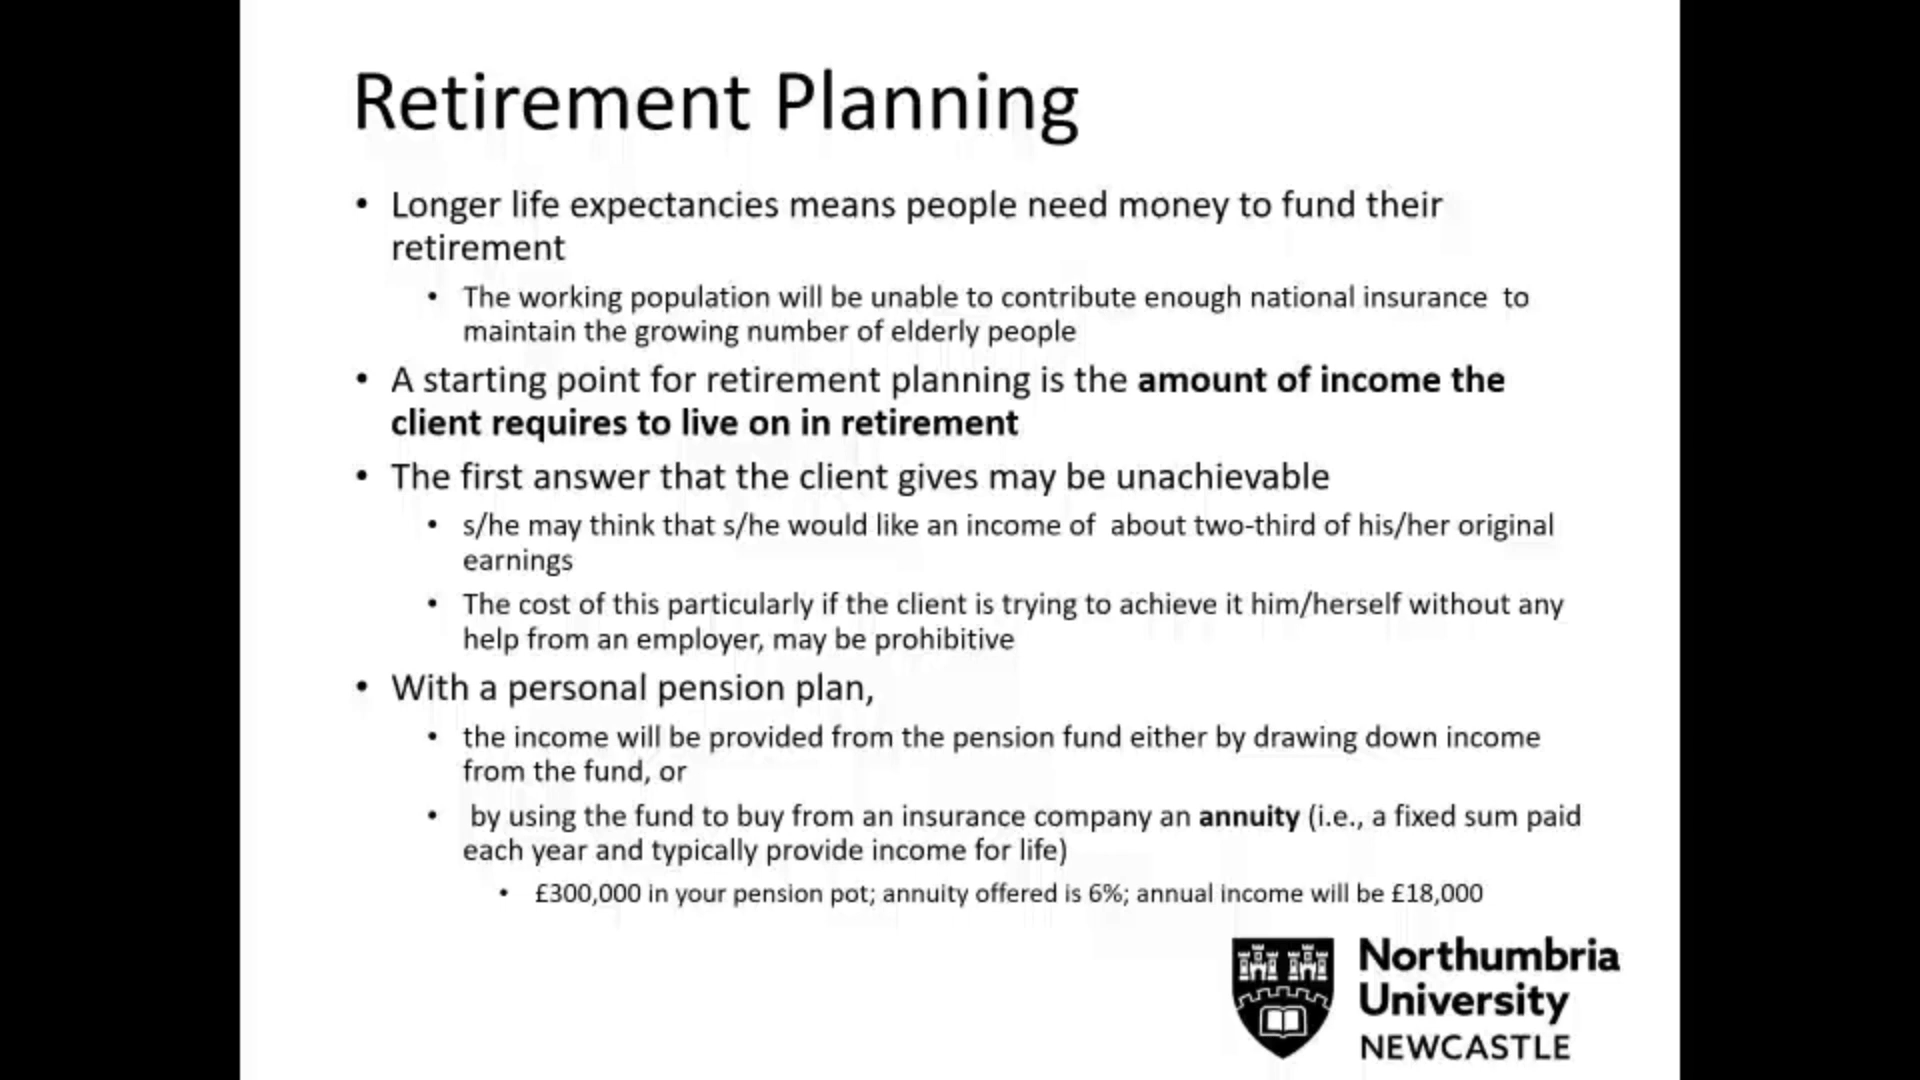 Retirement Planning
• Longer life expectancies means people need money to fund their
retirement
• The working population will be unable to contribute enough national insurance to
maintain the growing number of elderly people
• A starting point for retirement planning is the amount of income the
client requires to live on in retirement
• The first answer that the client gives may be unachievable
• s/he may think that s/he would like an income of about two-third of his/her original
earnings
• The cost of this particularly if the client is trying to achieve it him/herself without any
help from an employer, may be prohibitive
• With a personal pension plan,
• the income will be provided from the pension fund either by drawing down income
from the fund, or
• by using the fund to buy from an insurance company an annuity (i.e., a fixed sum paid
each year and typically provide income for life)
• £300,000 in your pension pot; annuity offered is 6%; annual income will be £18,000
Northumbria
University
NEWCASTLE